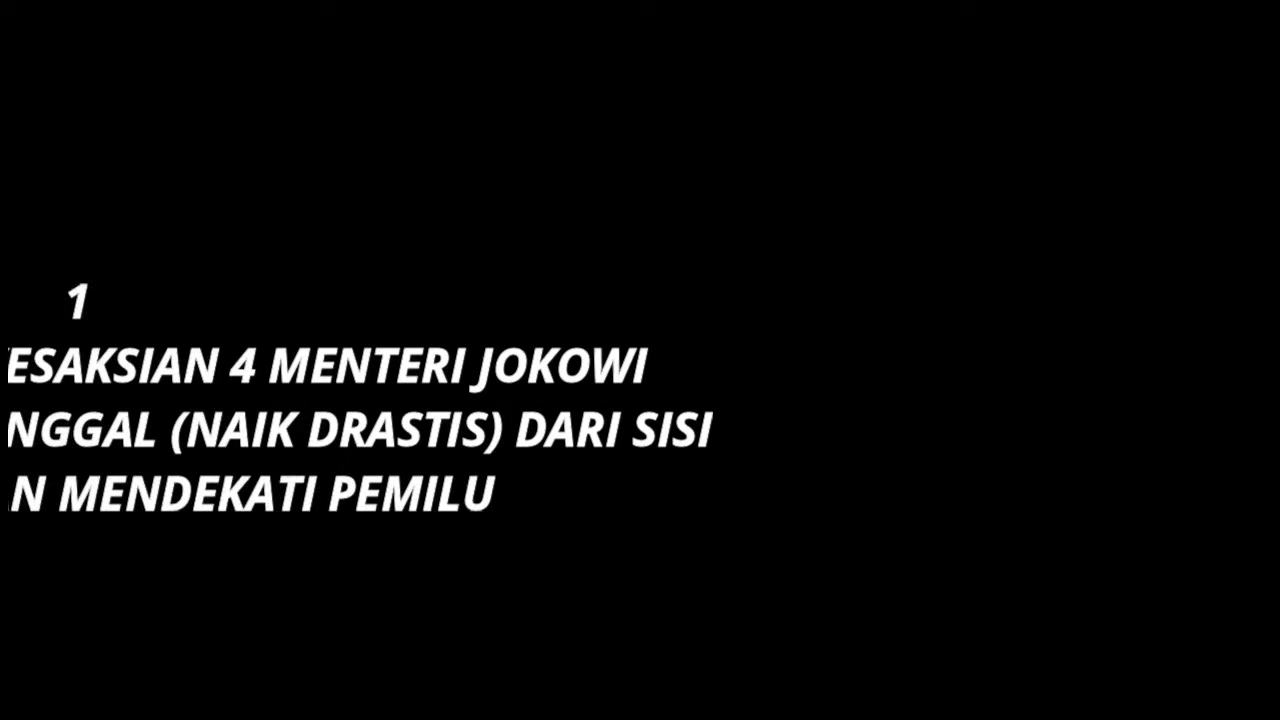 1
ESAKSIAN 4 MENTERI JOKOWI
NGGAL (NAIK DRASTIS) DARI SISI
N MENDEKATI PEMILU